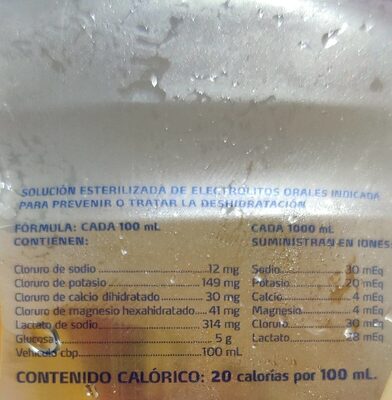 SOLUCIÓN ESTERILIZADA DE ELECTROLITOS ORALES INDICADA
PARA PREVENIR O TRATAR LA DESHIDRATACIÓN
FÓRMULA: CADA 100 mL
CONTIENEN:
Cloruro de sodio 12 mg
Cloruro de potasio 149 mg
Cloruro de calcio dihidratado 30 mg
Cloruro de magnesio hexahidratado 41 mg
Lactato de sodio 314 mg
Glucosa 5 g
Vehículo cbp 100 mL
CADA 1000 mL
SUMINISTRAN EN IONES:
Sodio 30 mEq
Potasio 20 mEq
Calcio 4 mEq
Magnesio 4 mEq
Cloruro 30 mEq
Lactato 28 mEq
CONTENIDO CALÓRICO: 20 calorías por 100 mL.